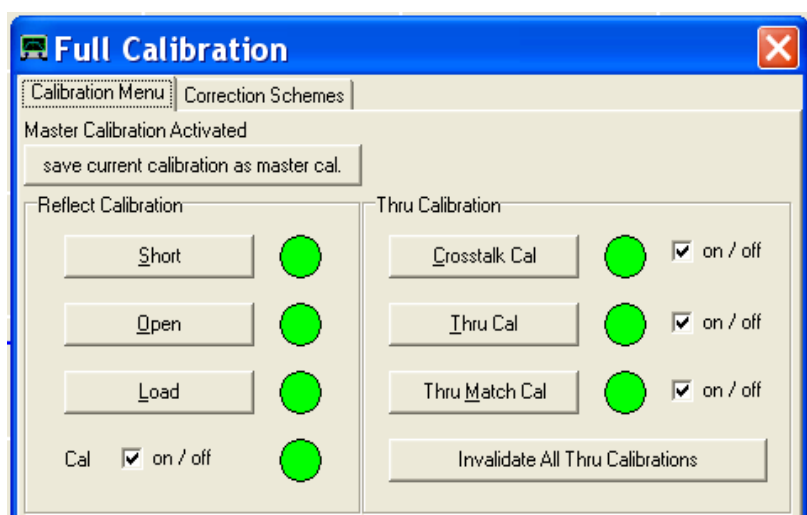 Full Calibration
Calibration Menu
Correction Schemes
Master Calibration Activated
save current calibration as master cal.
Reflect Calibration
Short
Open
Load
Cal on / off
Thru Calibration
Crosstalk Cal on / off
Thru Cal on / off
Thru Match Cal on / off
Invalidate All Thru Calibrations